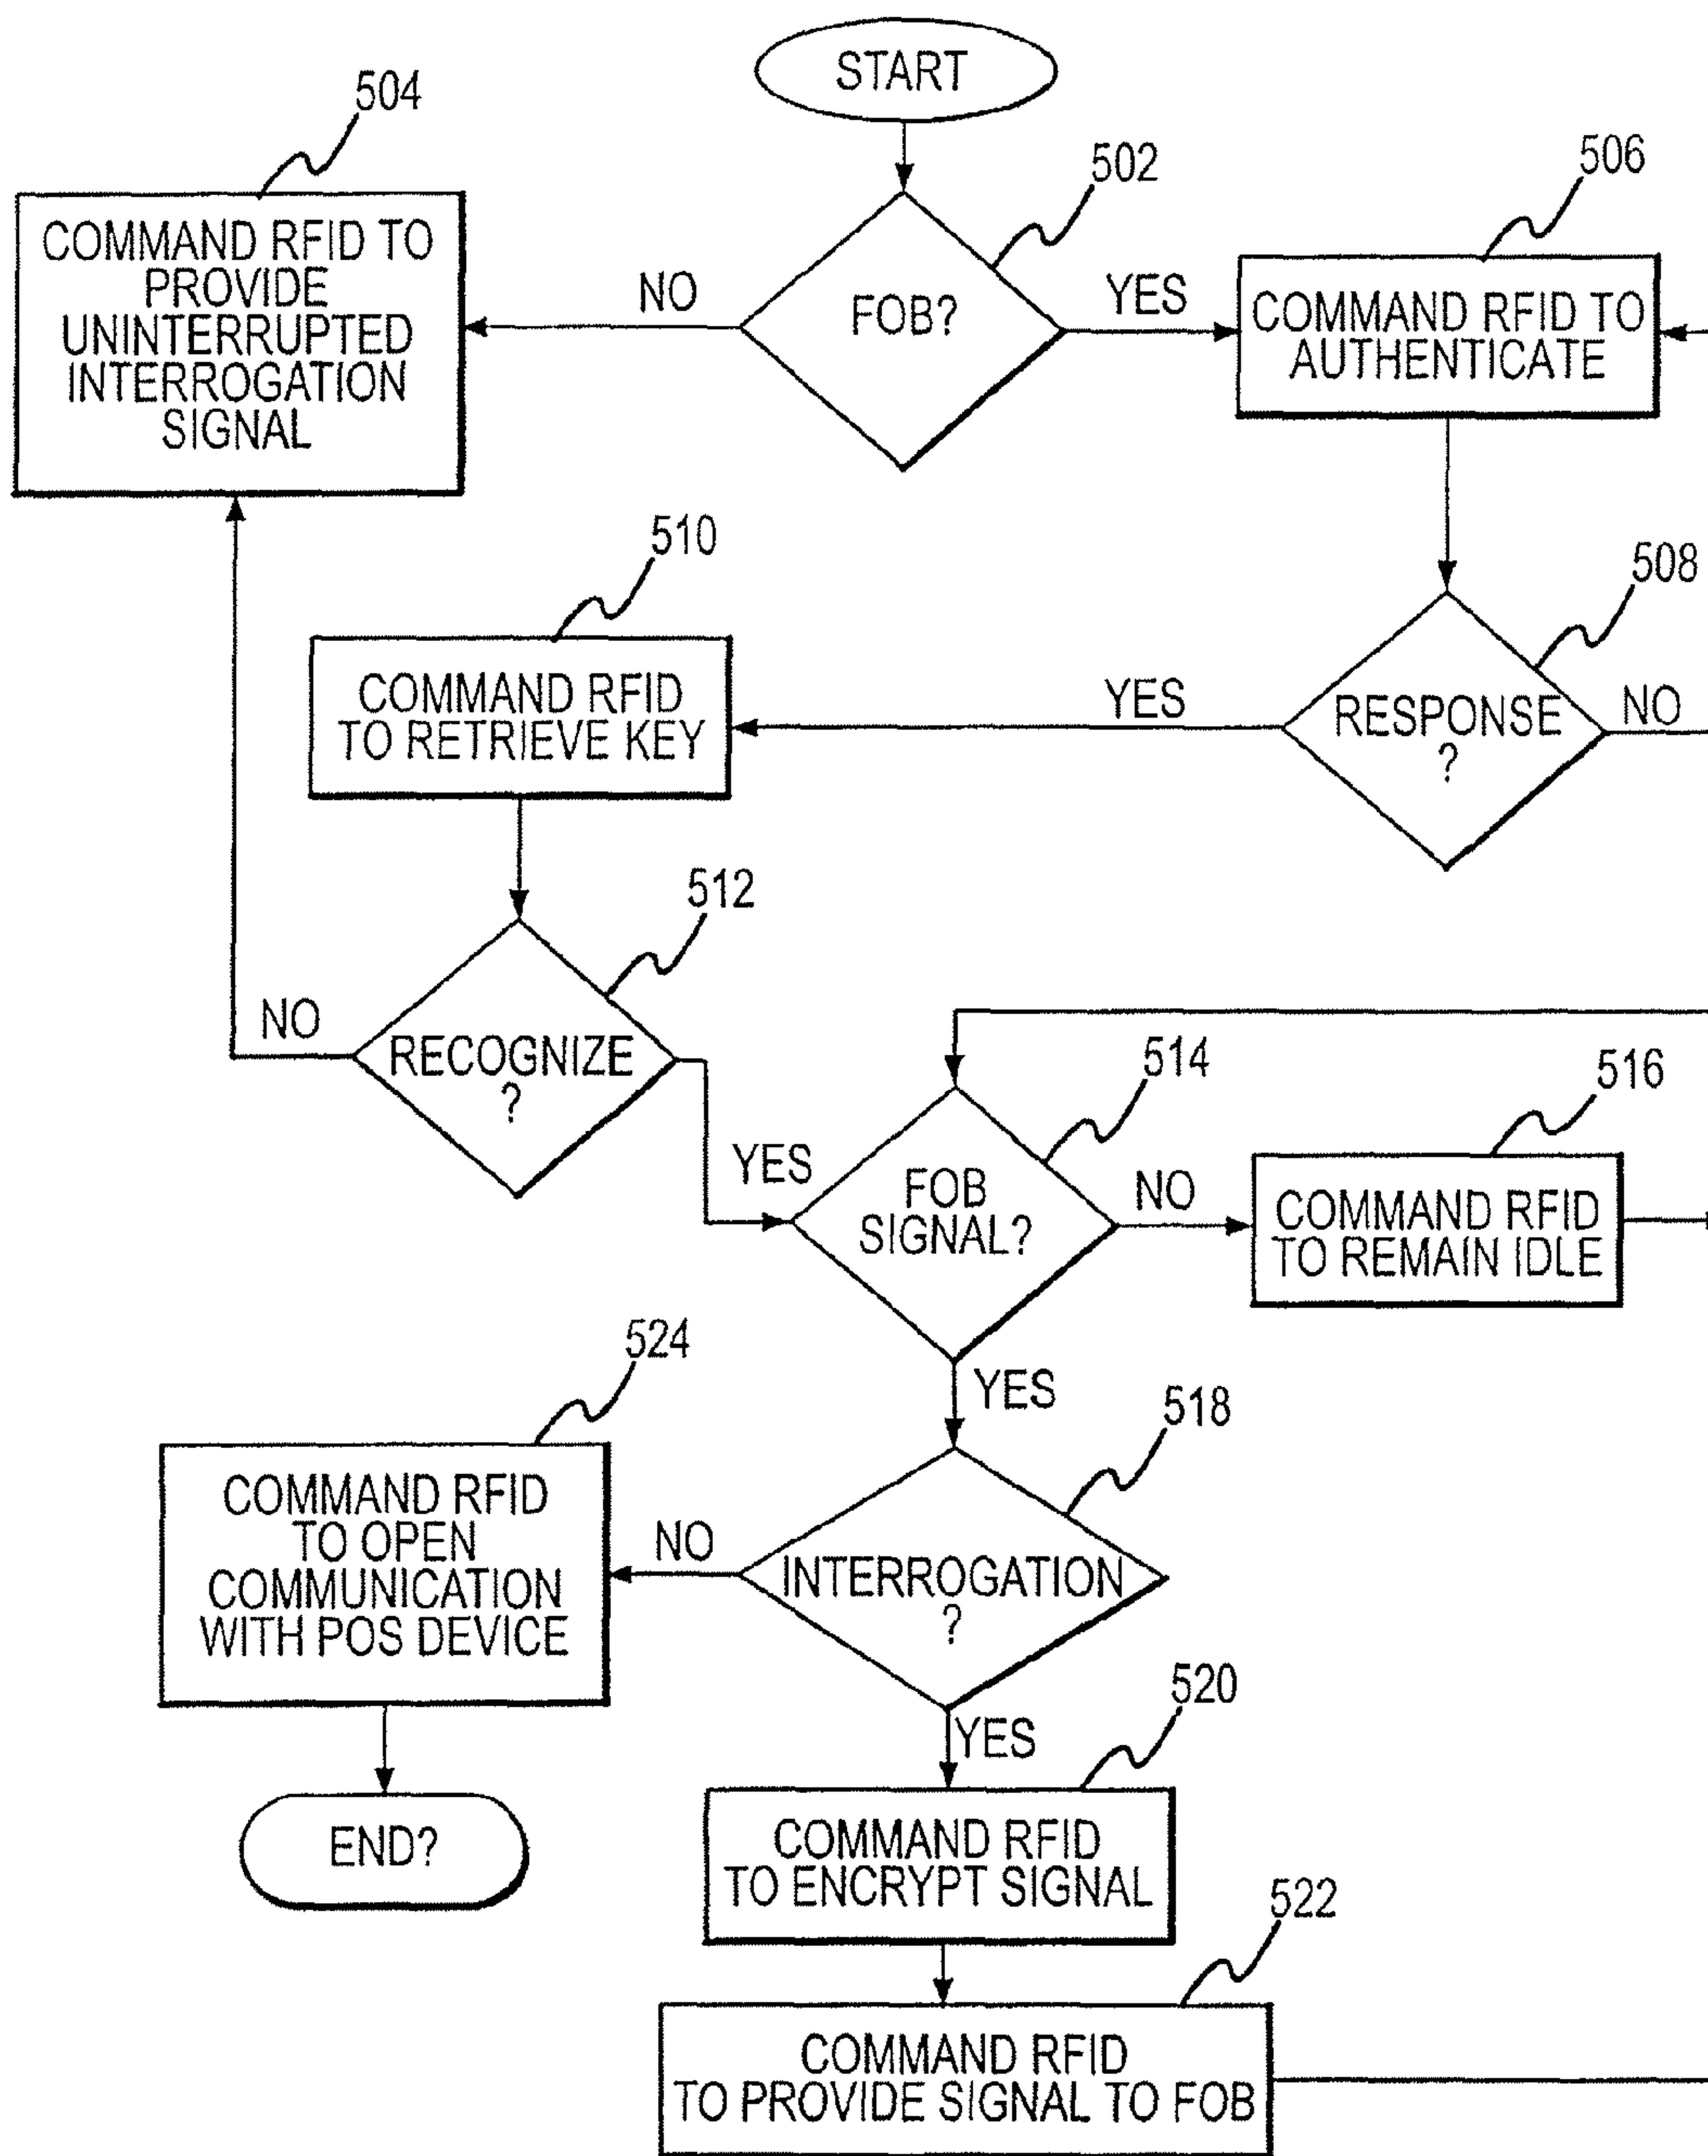 START
504
502
506
COMMAND RFID TO
PROVIDE
UNINTERRUPTED
INTERROGATION
SIGNAL
NO
FOB?
YES
COMMAND RFID TO
AUTHENTICATE
510
508
COMMAND RFID
TO RETRIEVE KEY
YES
RESPONSE
?
NO
512
NO
RECOGNIZE
?
YES
514
516
FOB
SIGNAL?
NO
COMMAND RFID
TO REMAIN IDLE
524
YES
518
COMMAND RFID
TO OPEN
COMMUNICATION
WITH POS DEVICE
NO
INTERROGATION
?
YES
520
END?
COMMAND RFID
TO ENCRYPT SIGNAL
522
COMMAND RFID
TO PROVIDE SIGNAL TO FOB